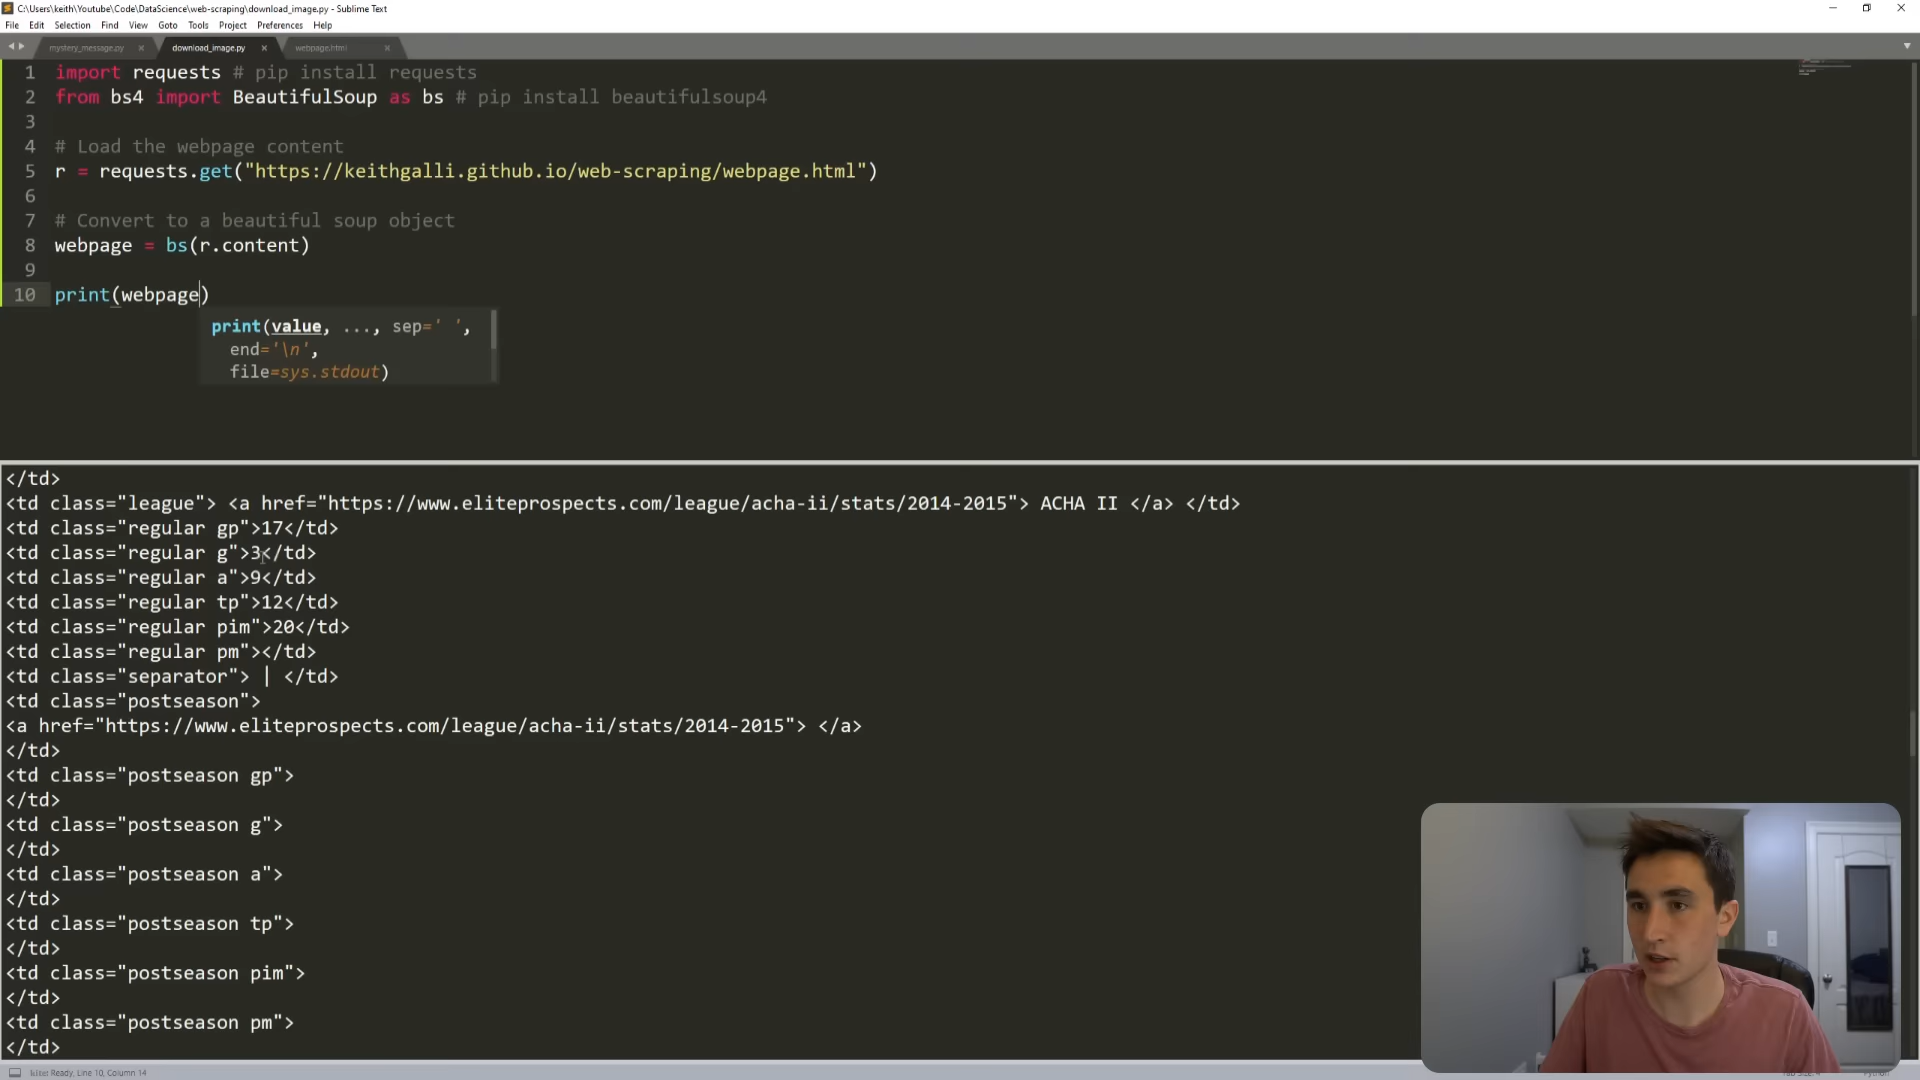 C:\Users\keith\Youtube\Code\DataScience\web-scraping\download_image.py - Sublime Text
File Edit Selection Find View Goto Tools Project Preferences Help
mystery_message.py × download_image.py × webpage.html ×
1 import requests # pip install requests
2 from bs4 import BeautifulSoup as bs # pip install beautifulsoup4
3
4 # Load the webpage content
5 r = requests.get("https://keithgalli.github.io/web-scraping/webpage.html")
6
7 # Convert to a beautiful soup object
8 webpage = bs(r.content)
9
10 print(webpage)
print(value, ..., sep=' ',
end='\n',
file=sys.stdout)
</td>
<td class="league"> <a href="https://www.eliteprospects.com/league/acha-ii/stats/2014-2015"> ACHA II </a> </td>
<td class="regular gp">17</td>
<td class="regular g">3</td>
<td class="regular a">9</td>
<td class="regular tp">12</td>
<td class="regular pim">20</td>
<td class="regular pm"></td>
<td class="separator"> | </td>
<td class="postseason">
<a href="https://www.eliteprospects.com/league/acha-ii/stats/2014-2015"> </a>
</td>
<td class="postseason gp">
</td>
<td class="postseason g">
</td>
<td class="postseason a">
</td>
<td class="postseason tp">
</td>
<td class="postseason pim">
</td>
<td class="postseason pm">
</td>
Ready, Line 10, Column 14